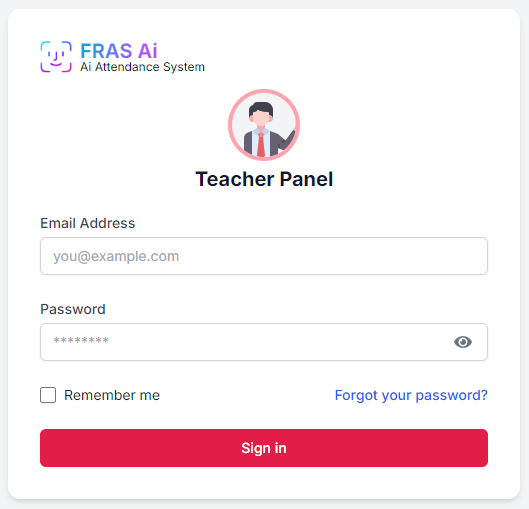 FRAS Ai
Ai Attendance System
Teacher Panel
Email Address
you@example.com
Password
********
Remember me
Forgot your password?
Sign in